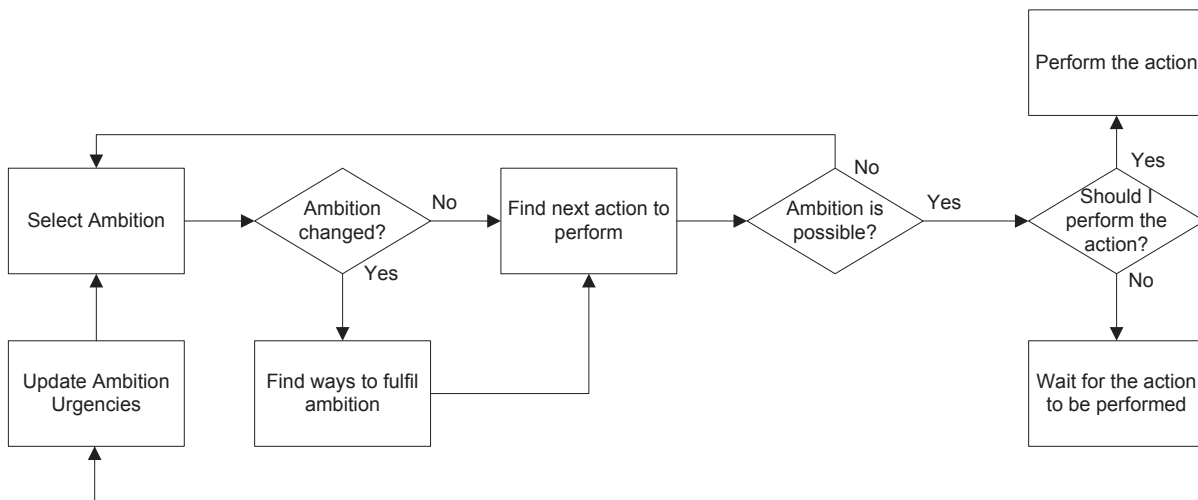 Perform the action
No
Yes
Select Ambition
Ambition
changed?
No
Find next action to
perform
Ambition is
possible?
Yes
Should I
perform the
action?
Yes
No
Update Ambition
Urgencies
Find ways to fulfil
ambition
Wait for the action
to be performed